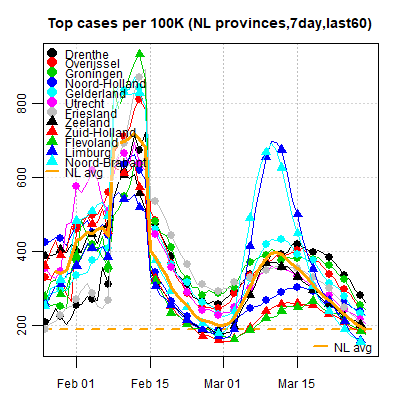 Top cases per 100K (NL provinces,7day,last60)
Drenthe
Overijssel
Groningen
Noord-Holland
Gelderland
Utrecht
Friesland
Zeeland
Zuid-Holland
Flevoland
Limburg
Noord-Brabant
NL avg
800
600
400
200
NL avg
Feb 01
Feb 15
Mar 01
Mar 15